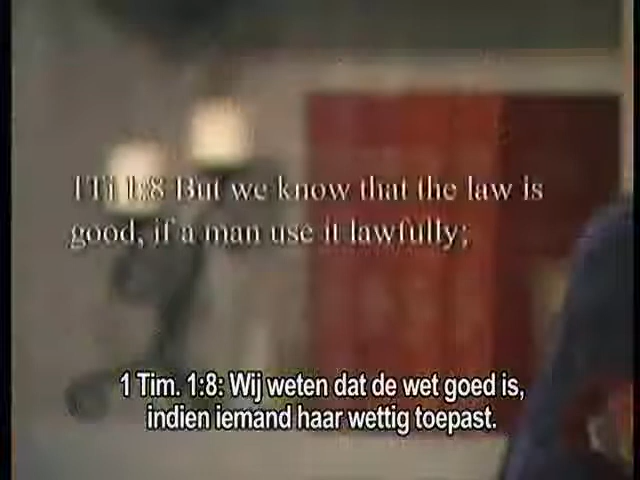 1Ti 1:8 But we know that the law is
good, if a man use it lawfully;
1 Tim. 1:8: Wij weten dat de wet goed is,
indien iemand haar wettig toepast.